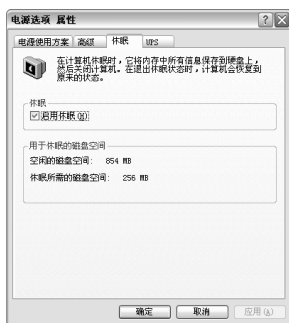 电源选项 属性
电源使用方案 高级 休眠 UPS
在计算机休眠时，它将内存中所有信息保存到硬盘上，
然后关闭计算机。在退出休眠状态时，计算机会恢复到
原来的状态。
休眠
启用休眠(H)
用于休眠的磁盘空间
空闲的磁盘空间： 854 MB
休眠所需的磁盘空间： 256 MB
确定 取消 应用(A)